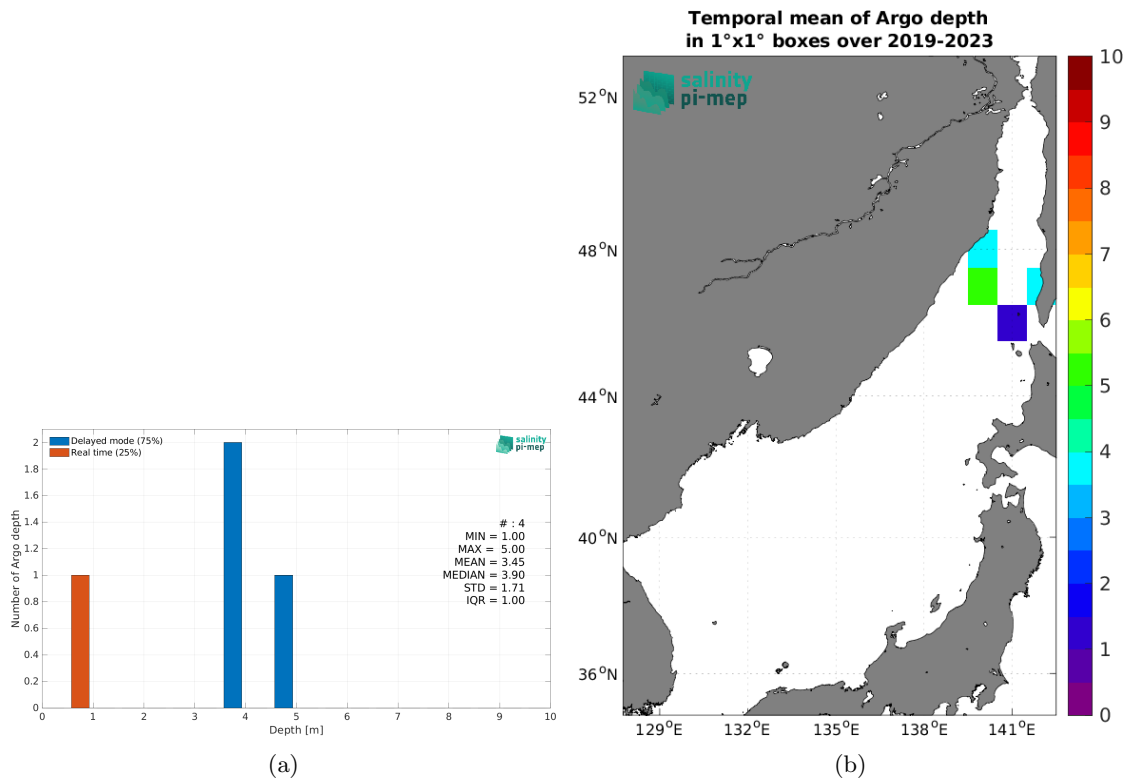 Temporal mean of Argo depth
in 1°x1° boxes over 2019-2023
salinity
pi-mep
52°N
48°N
44°N
40°N
36°N
129°E
132°E
135°E
138°E
141°E
10
9
8
7
6
5
4
3
2
1
0
Delayed mode (75%)
Real time (25%)
salinity
pi-mep
# : 4
MIN = 1.00
MAX = 5.00
MEAN = 3.45
MEDIAN = 3.90
STD = 1.71
IQR = 1.00
Number of Argo depth
2
1.8
1.6
1.4
1.2
1
0.8
0.6
0.4
0.2
0
0
1
2
3
4
5
6
7
8
9
10
Depth [m]
(a)
(b)